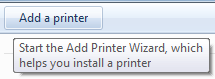 Add a printer
Start the Add Printer Wizard, which
helps you install a printer